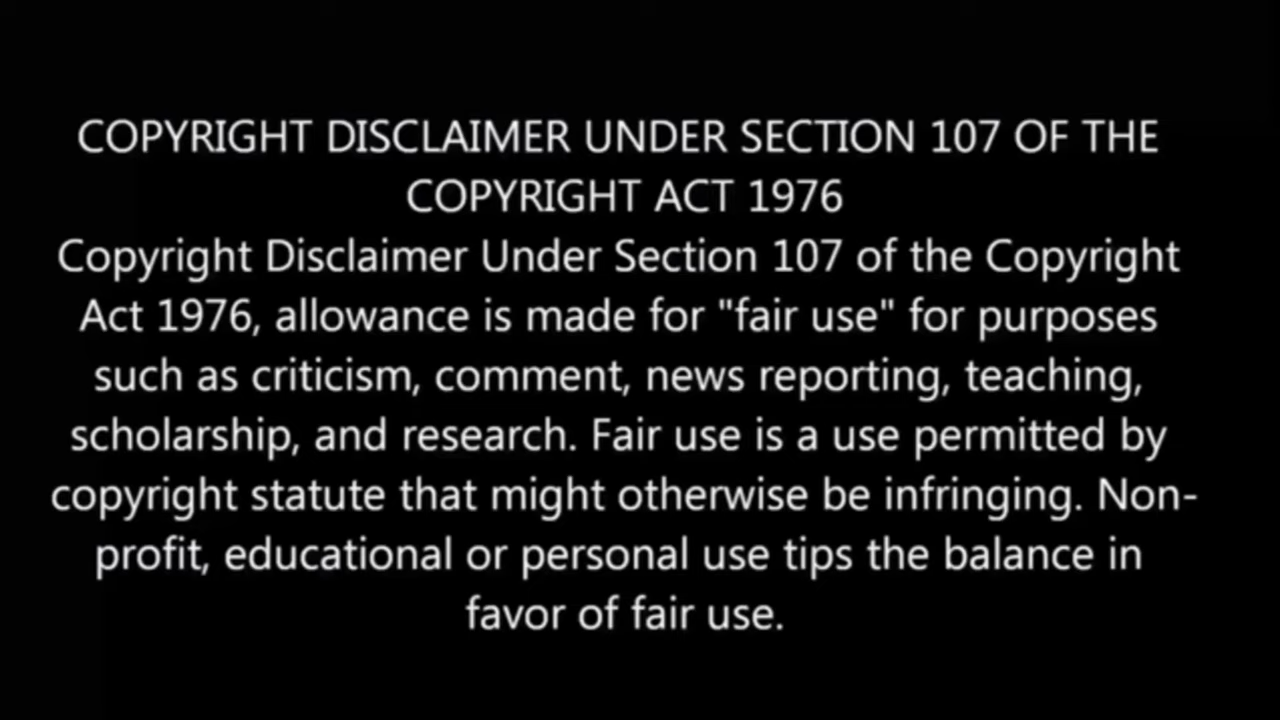 COPYRIGHT DISCLAIMER UNDER SECTION 107 OF THE
COPYRIGHT ACT 1976
Copyright Disclaimer Under Section 107 of the Copyright
Act 1976, allowance is made for "fair use" for purposes
such as criticism, comment, news reporting, teaching,
scholarship, and research. Fair use is a use permitted by
copyright statute that might otherwise be infringing. Non-
profit, educational or personal use tips the balance in
favor of fair use.